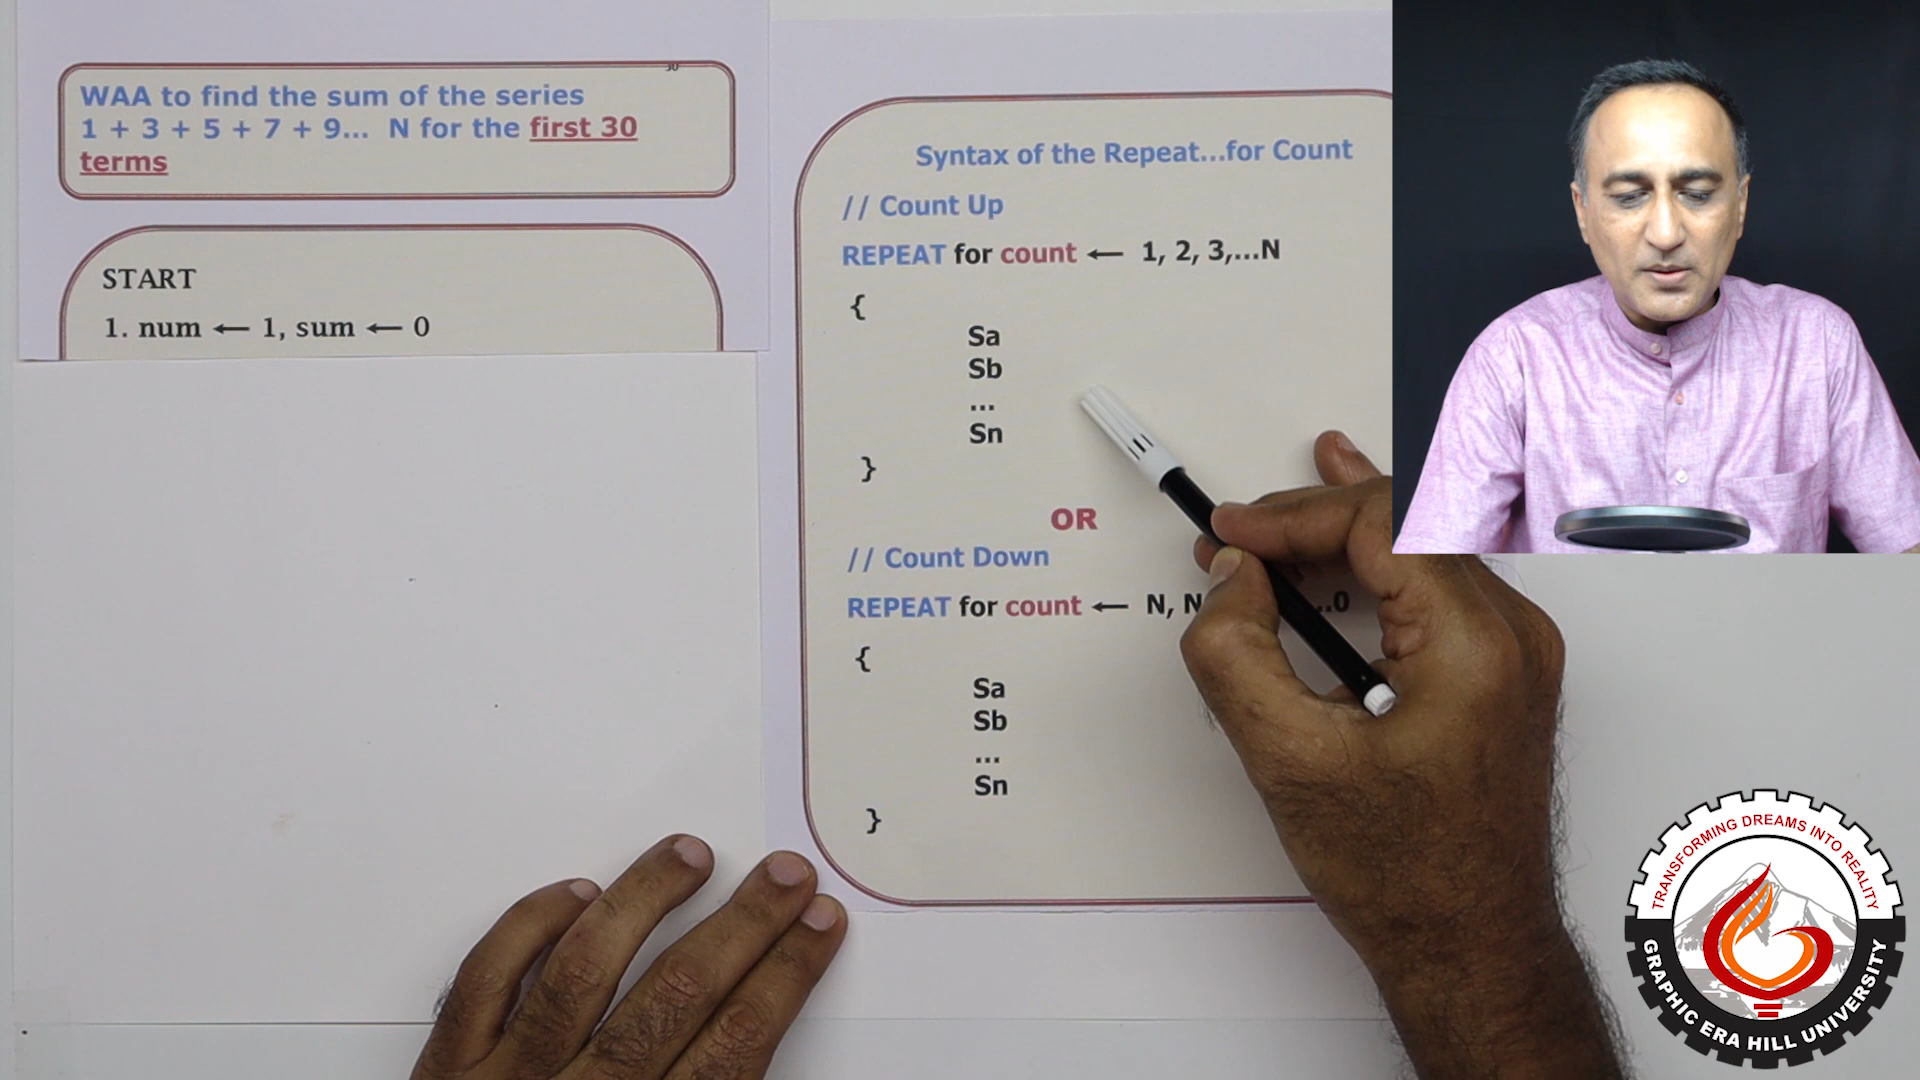 30
WAA to find the sum of the series
1 + 3 + 5 + 7 + 9... N for the first 30
terms
START
1. num ← 1, sum ← 0
Syntax of the Repeat...for Count
// Count Up
REPEAT for count ← 1, 2, 3,...N
{
Sa
Sb
...
Sn
}
OR
// Count Down
REPEAT for count ← N, N ...0
{
Sa
Sb
...
Sn
}
TRANSFORMING DREAMS INTO REALITY
GRAPHIC ERA HILL UNIVERSITY